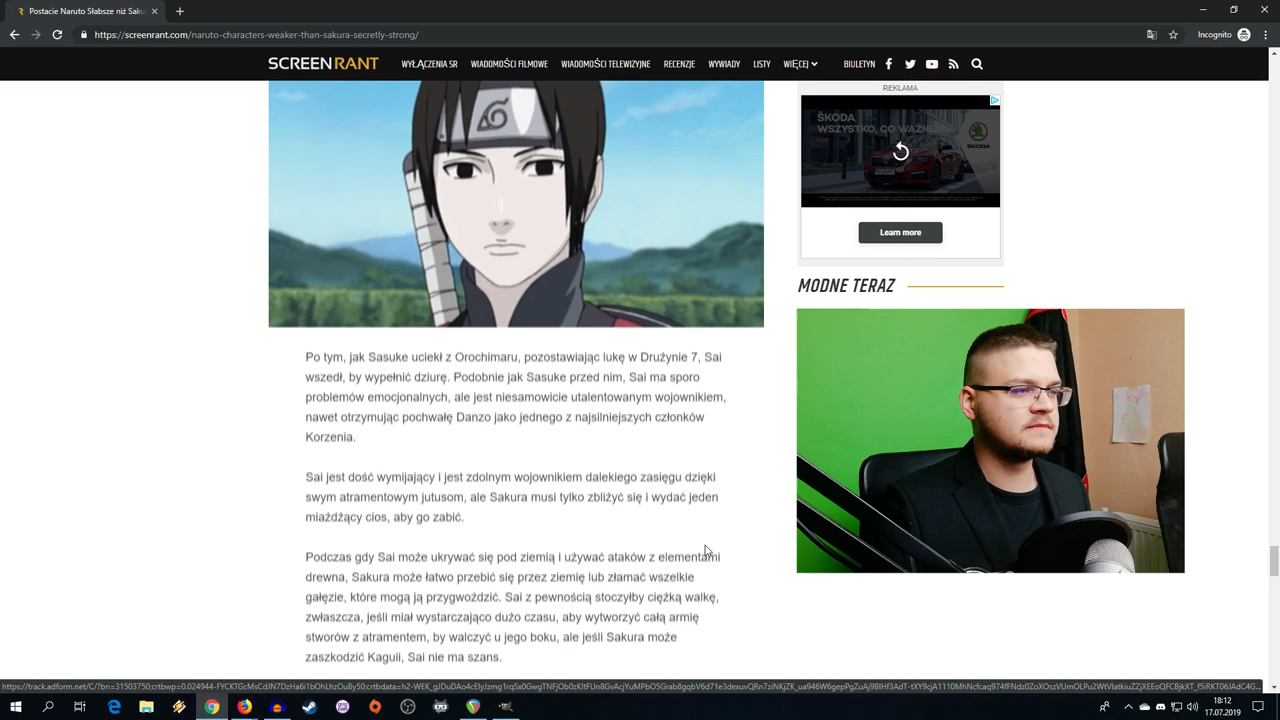 Postacie Naruto Słabsze niż Saku
https://screenrant.com/naruto-characters-weaker-than-sakura-secretly-strong/
Incognito
SCREENRANT
WYŁĄCZENIA SR
WIADOMOŚCI FILMOWE
WIADOMOŚCI TELEWIZYJNE
RECENZJE
WYWIADY
LISTY
WIĘCEJ
BIULETYN
REKLAMA
ŠKODA
WSZYSTKO, CO WAŻNE
ŠKODA
Learn more
MODNE TERAZ
Po tym, jak Sasuke uciekł z Orochimaru, pozostawiając lukę w Drużynie 7, Sai
wszedł, by wypełnić dziurę. Podobnie jak Sasuke przed nim, Sai ma sporo
problemów emocjonalnych, ale jest niesamowicie utalentowanym wojownikiem,
nawet otrzymując pochwałę Danzo jako jednego z najsilniejszych członków
Korzenia.
Sai jest dość wymijający i jest zdolnym wojownikiem dalekiego zasięgu dzięki
swym atramentowym jutusom, ale Sakura musi tylko zbliżyć się i wydać jeden
miażdżący cios, aby go zabić.
Podczas gdy Sai może ukrywać się pod ziemią i używać ataków z elementami
drewna, Sakura może łatwo przebić się przez ziemię lub złamać wszelkie
gałęzie, które mogą ją przygwoździć. Sai z pewnością stoczyłby ciężką walkę,
zwłaszcza, jeśli miał wystarczająco dużo czasu, aby wytworzyć całą armię
stworów z atramentem, by walczyć u jego boku, ale jeśli Sakura może
zaszkodzić Kaguii, Sai nie ma szans.
18:12
17.07.2019